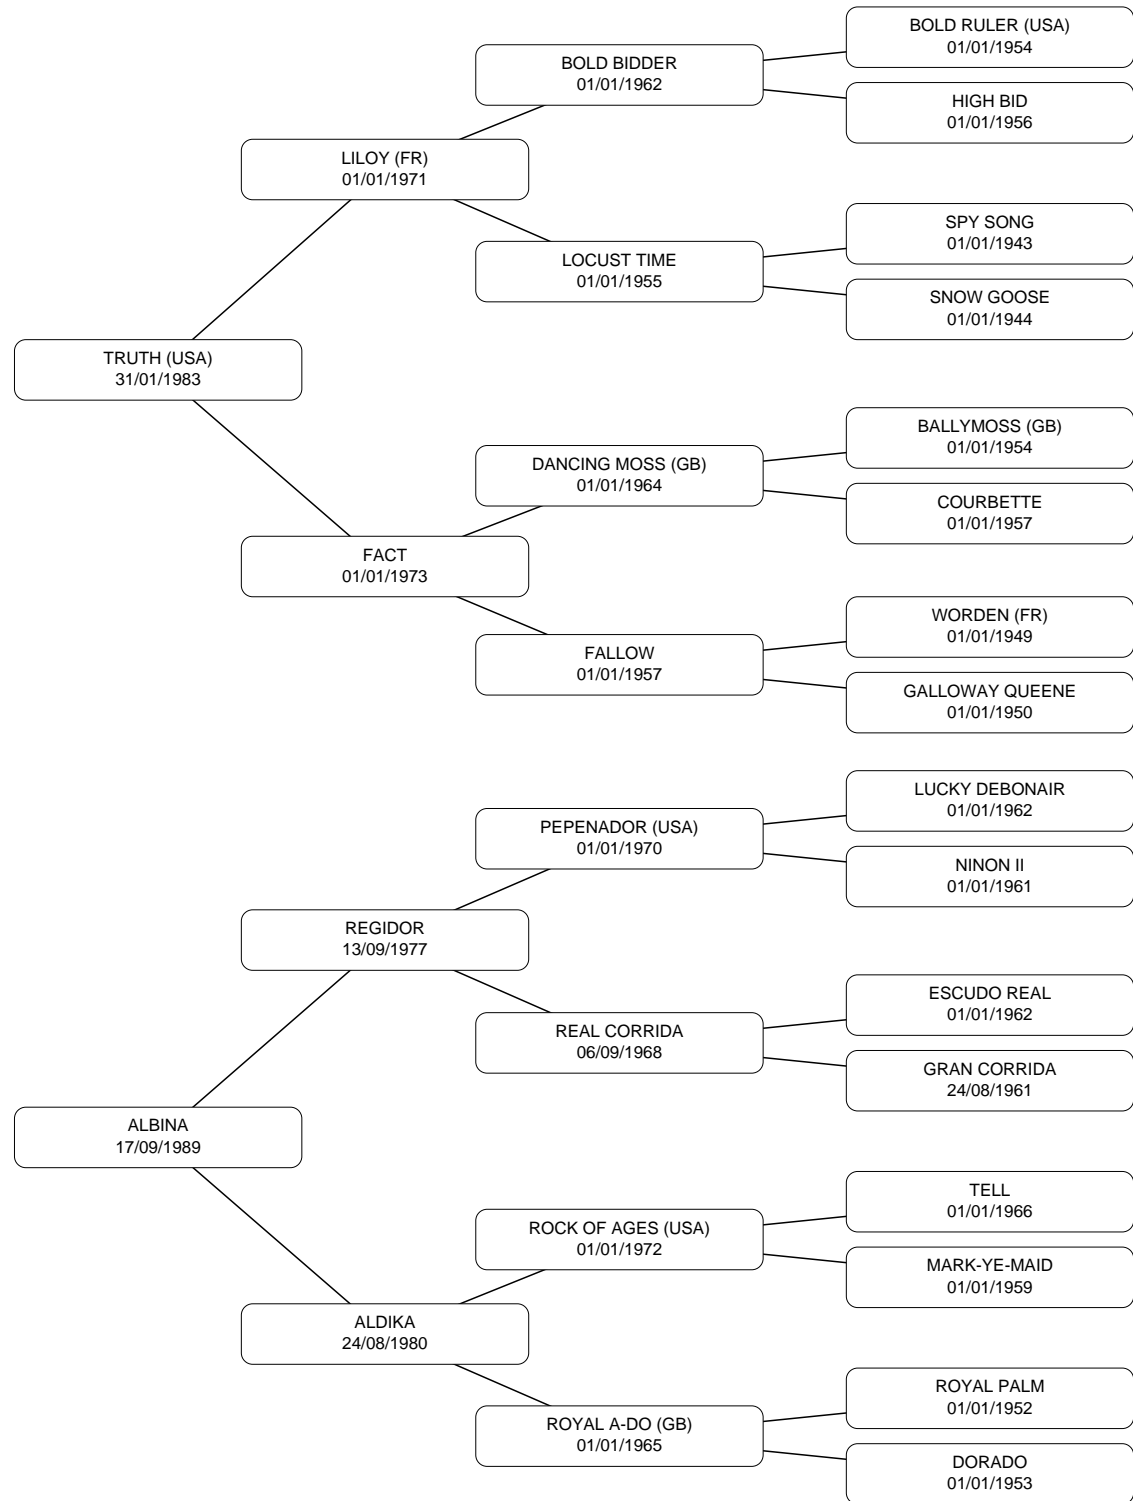 BOLD RULER (USA)
01/01/1954
BOLD BIDDER
01/01/1962
HIGH BID
01/01/1956
LILOY (FR)
01/01/1971
SPY SONG
01/01/1943
LOCUST TIME
01/01/1955
SNOW GOOSE
01/01/1944
TRUTH (USA)
31/01/1983
BALLYMOSS (GB)
01/01/1954
DANCING MOSS (GB)
01/01/1964
COURBETTE
01/01/1957
FACT
01/01/1973
WORDEN (FR)
01/01/1949
FALLOW
01/01/1957
GALLOWAY QUEENE
01/01/1950
LUCKY DEBONAIR
01/01/1962
PEPENADOR (USA)
01/01/1970
NINON II
01/01/1961
REGIDOR
13/09/1977
ESCUDO REAL
01/01/1962
REAL CORRIDA
06/09/1968
GRAN CORRIDA
24/08/1961
ALBINA
17/09/1989
TELL
01/01/1966
ROCK OF AGES (USA)
01/01/1972
MARK-YE-MAID
01/01/1959
ALDIKA
24/08/1980
ROYAL PALM
01/01/1952
ROYAL A-DO (GB)
01/01/1965
DORADO
01/01/1953